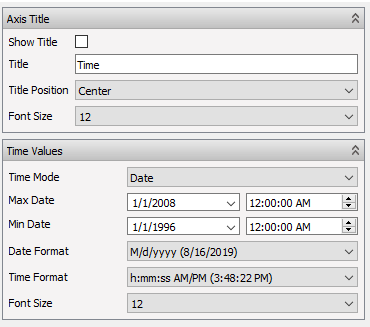 Axis Title
Show Title
Title Time
Title Position Center
Font Size 12
Time Values
Time Mode Date
Max Date 1/1/2008 12:00:00 AM
Min Date 1/1/1996 12:00:00 AM
Date Format M/d/yyyy (8/16/2019)
Time Format h:mm:ss AM/PM (3:48:22 PM)
Font Size 12